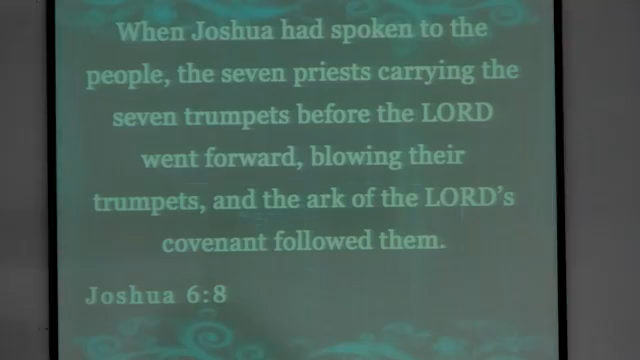 When Joshua had spoken to the
people, the seven priests carrying the
seven trumpets before the LORD
went forward, blowing their
trumpets, and the ark of the LORD's
covenant followed them.
Joshua 6:8